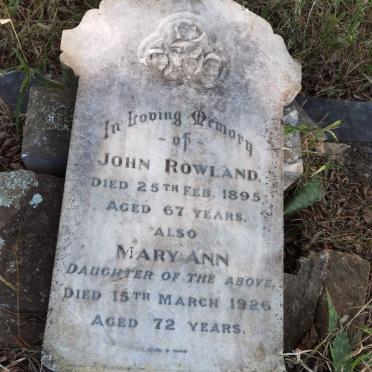 In Loving Memory
- of -
JOHN ROWLAND,
DIED 25TH FEB. 1895
AGED 67 YEARS.
ALSO
MARY ANN
DAUGHTER OF THE ABOVE,
DIED 15TH MARCH 1926
AGED 72 YEARS.